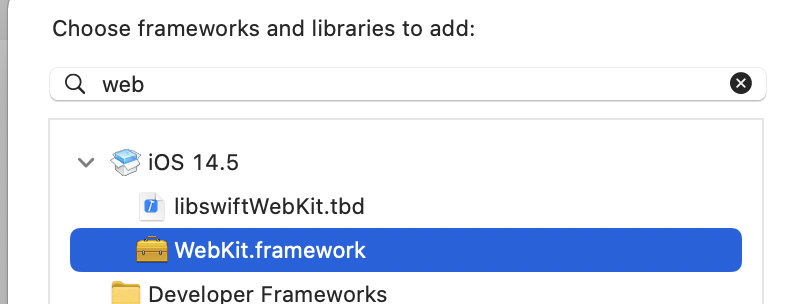 Choose frameworks and libraries to add:
web
iOS 14.5
libswiftWebKit.tbd
WebKit.framework
Developer Frameworks